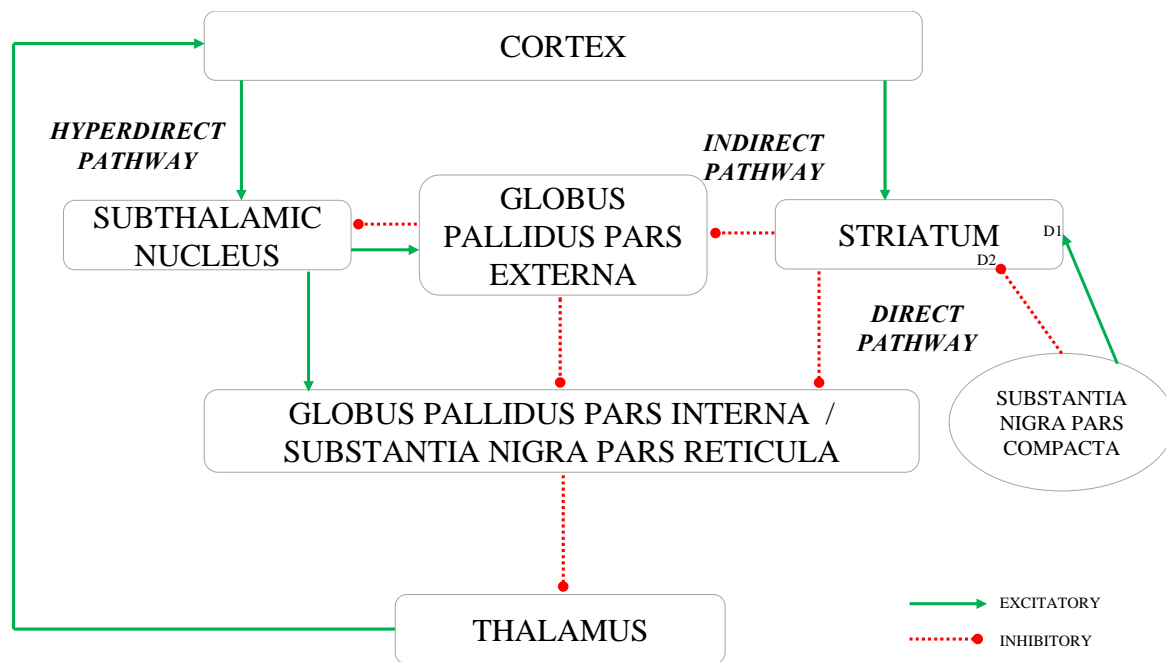 CORTEX
HYPERDIRECT
PATHWAY
INDIRECT
PATHWAY
SUBTHALAMIC
NUCLEUS
GLOBUS
PALLIDUS PARS
EXTERNA
STRIATUM
D1
D2
DIRECT
PATHWAY
GLOBUS PALLIDUS PARS INTERNA /
SUBSTANTIA NIGRA PARS RETICULA
SUBSTANTIA
NIGRA PARS
COMPACTA
THALAMUS
EXCITATORY
INHIBITORY